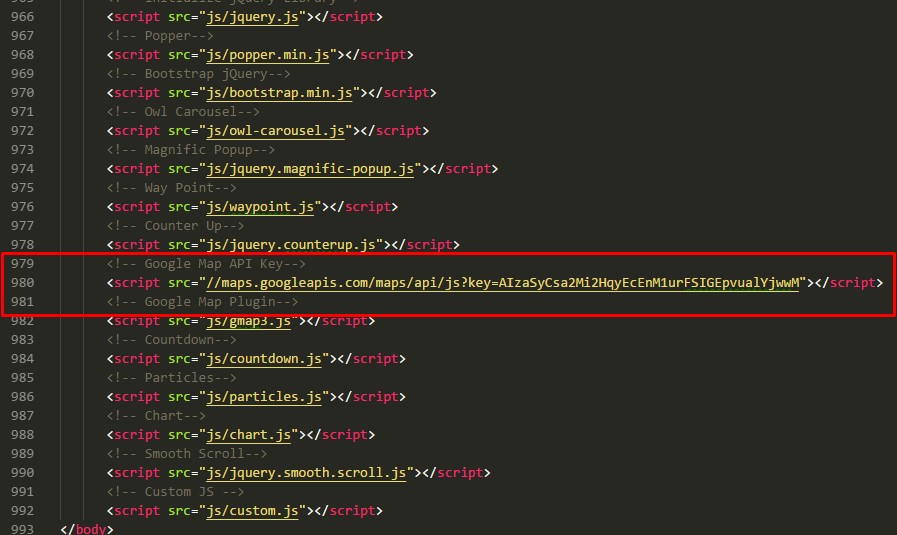 965 <!-- Initialize jQuery Library-->
966 <script src="js/jquery.js"></script>
967 <!-- Popper-->
968 <script src="js/popper.min.js"></script>
969 <!-- Bootstrap jQuery-->
970 <script src="js/bootstrap.min.js"></script>
971 <!-- Owl Carousel-->
972 <script src="js/owl-carousel.js"></script>
973 <!-- Magnific Popup-->
974 <script src="js/jquery.magnific-popup.js"></script>
975 <!-- Way Point-->
976 <script src="js/waypoint.js"></script>
977 <!-- Counter Up-->
978 <script src="js/jquery.counterup.js"></script>
979 <!-- Google Map API Key-->
980 <script src="//maps.googleapis.com/maps/api/js?key=AIzaSyCsa2Mi2HqyEcEnM1urFSIGEpvualYjwwM"></script>
981 <!-- Google Map Plugin-->
982 <script src="js/gmap3.js"></script>
983 <!-- Countdown-->
984 <script src="js/countdown.js"></script>
985 <!-- Particles-->
986 <script src="js/particles.js"></script>
987 <!-- Chart-->
988 <script src="js/chart.js"></script>
989 <!-- Smooth Scroll-->
990 <script src="js/jquery.smooth.scroll.js"></script>
991 <!-- Custom JS -->
992 <script src="js/custom.js"></script>
993 </body>